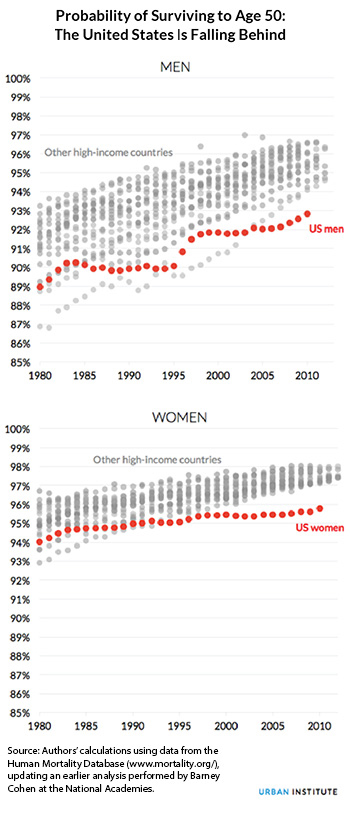 Probability of Surviving to Age 50:
The United States Is Falling Behind
MEN
100%
99%
98%
97%
96%
95%
94%
93%
92%
91%
90%
89%
88%
87%
86%
85%
Other high-income countries
US men
1980 1985 1990 1995 2000 2005 2010
WOMEN
100%
99%
98%
97%
96%
95%
94%
93%
92%
91%
90%
89%
88%
87%
86%
85%
Other high-income countries
US women
1980 1985 1990 1995 2000 2005 2010
Source: Authors' calculations using data from the
Human Mortality Database (www.mortality.org/),
updating an earlier analysis performed by Barney
Cohen at the National Academies.
URBAN INSTITUTE